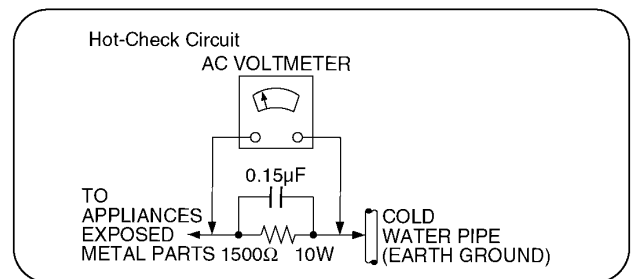 Hot-Check Circuit
AC VOLTMETER
0.15µF
TO
APPLIANCES
EXPOSED
METAL PARTS 1500Ω 10W
COLD
WATER PIPE
(EARTH GROUND)